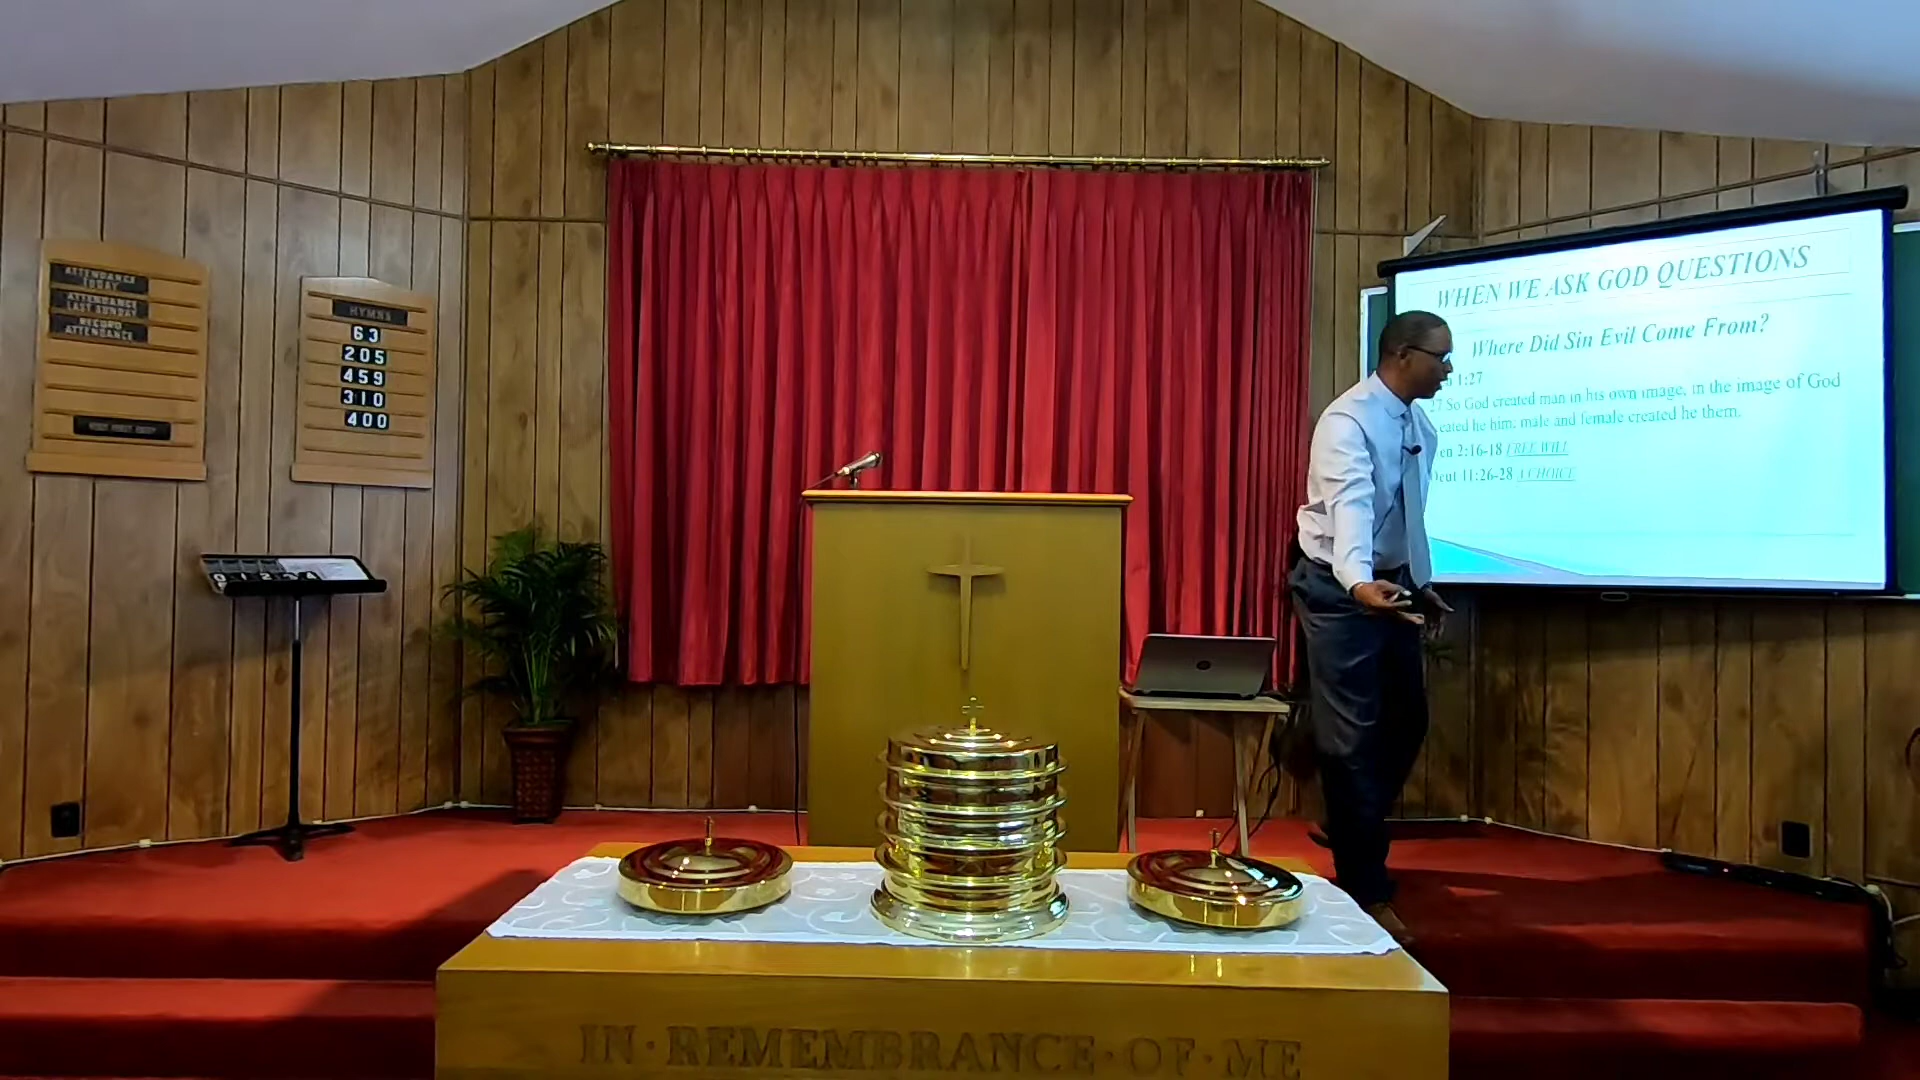 ATTENDANCE
TODAY
ATTENDANCE
LAST SUNDAY
RECORD
ATTENDANCE
HYMNS
63
205
459
310
400
WHEN WE ASK GOD QUESTIONS
Where Did Sin Evil Come From?
1:27
27 So God created man in his own image, in the image of God
he him; male and female created he them.
2:16-18 FREE WILL
11:26-28 A CHOICE
IN·REMEMBRANCE·OF·ME